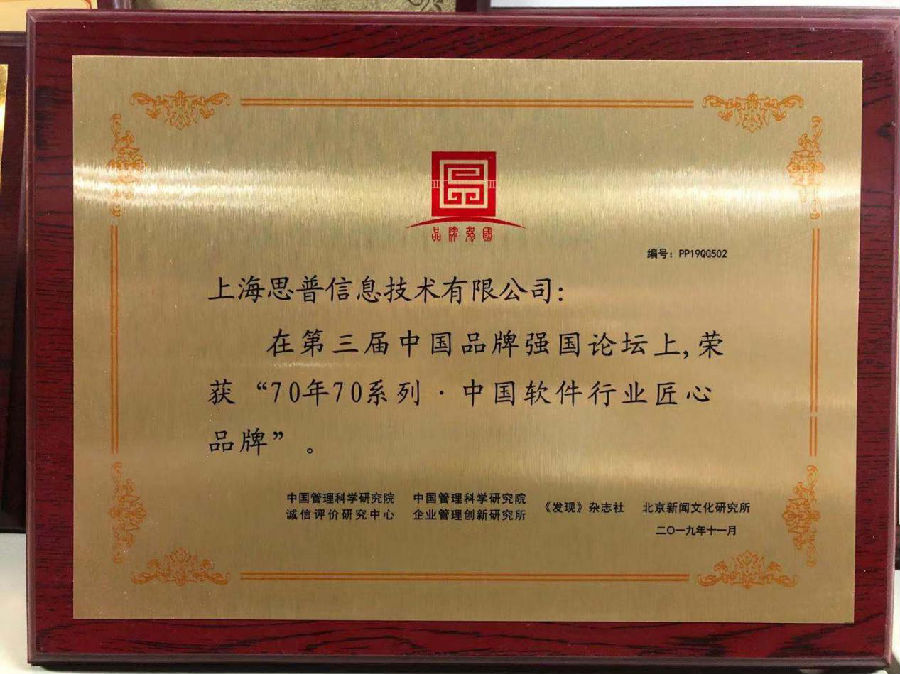 品牌强国
编号：PP19QG502
上海思普信息技术有限公司：
在第三届中国品牌强国论坛上,荣
获“70年70系列·中国软件行业匠心
品牌”。
中国管理科学研究院 中国管理科学研究院
诚信评价研究中心 企业管理创新研究所 《发现》杂志社 北京新闻文化研究所
二〇一九年十一月